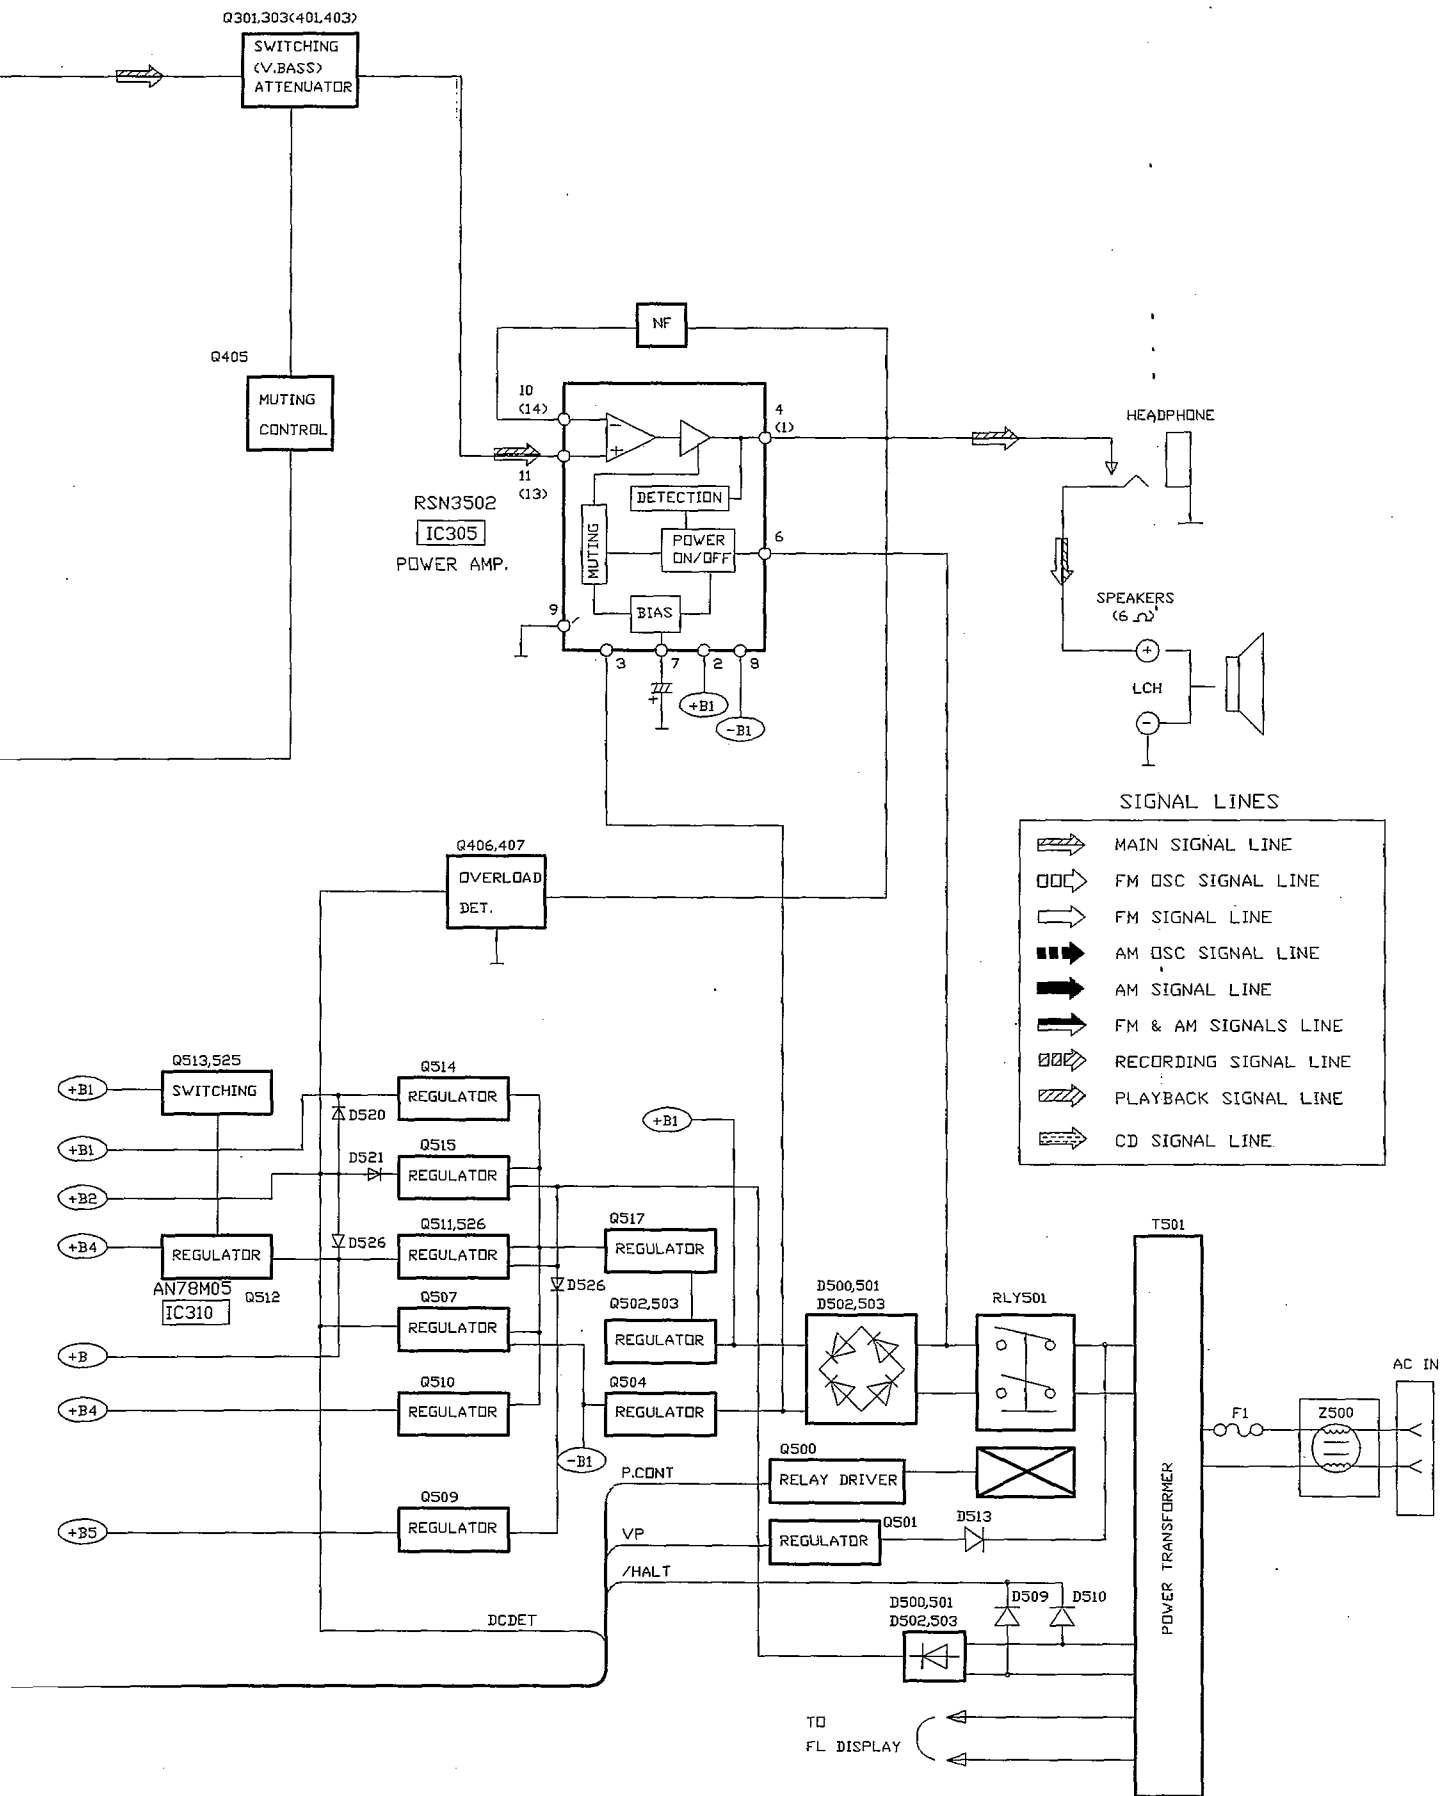 Q301,303(401,403)
SWITCHING
(V.BASS)
ATTENUATOR
NF
Q405
MUTING
CONTROL
10
(14)
4
(1)
HEADPHONE
11
(13)
RSN3502
IC305
POWER AMP.
DETECTION
MUTING
POWER
ON/OFF
6
BIAS
9
3
7
2
8
+
+B1
-B1
SPEAKERS
(6 Ω)
+
LCH
-
SIGNAL LINES
MAIN SIGNAL LINE
FM OSC SIGNAL LINE
FM SIGNAL LINE
AM OSC SIGNAL LINE
AM SIGNAL LINE
FM & AM SIGNALS LINE
RECORDING SIGNAL LINE
PLAYBACK SIGNAL LINE
CD SIGNAL LINE
Q406,407
OVERLOAD
DET.
Q513,525
+B1
SWITCHING
Q514
REGULATOR
D520
+B1
+B1
D521
Q515
REGULATOR
+B2
Q511,526
REGULATOR
+B4
REGULATOR
D526
AN78M05
IC310
Q512
Q517
REGULATOR
D526
Q507
REGULATOR
Q502,503
REGULATOR
+B
Q510
REGULATOR
+B4
Q504
REGULATOR
-B1
Q509
REGULATOR
+B5
D500,501
D502,503
RLY501
T501
POWER TRANSFORMER
AC IN
F1
Z500
P.CONT
Q500
RELAY DRIVER
VP
REGULATOR
Q501
D513
/HALT
D500,501
D502,503
D509
D510
DCDET
TO
FL DISPLAY